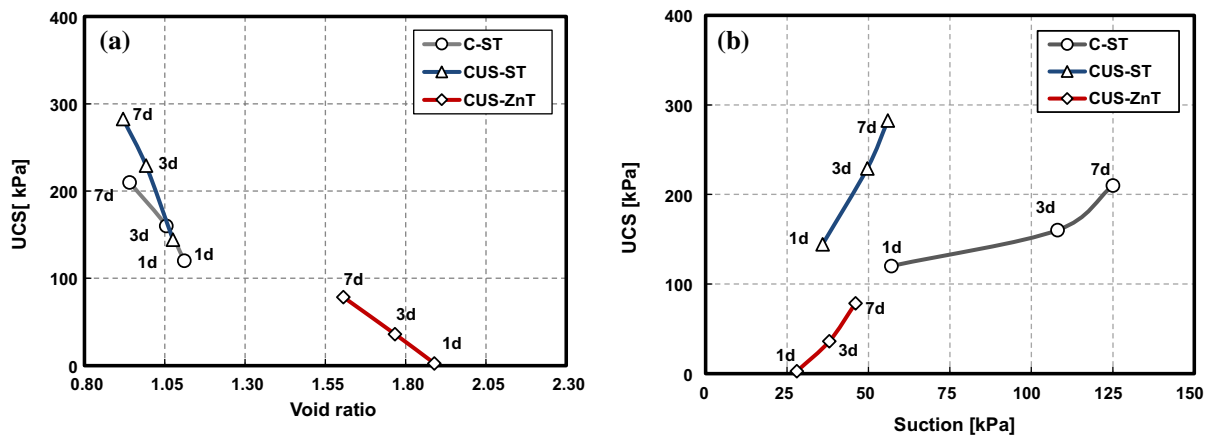 (a)
C-ST
CUS-ST
CUS-ZnT
400
300
200
100
0
UCS[ kPa]
7d
3d
7d
3d
1d
1d
7d
3d
1d
0.80
1.05
1.30
1.55
1.80
2.05
2.30
Void ratio
(b)
C-ST
CUS-ST
CUS-ZnT
400
300
200
100
0
UCS [kPa]
7d
3d
1d
7d
3d
1d
7d
3d
1d
0
25
50
75
100
125
150
Suction [kPa]